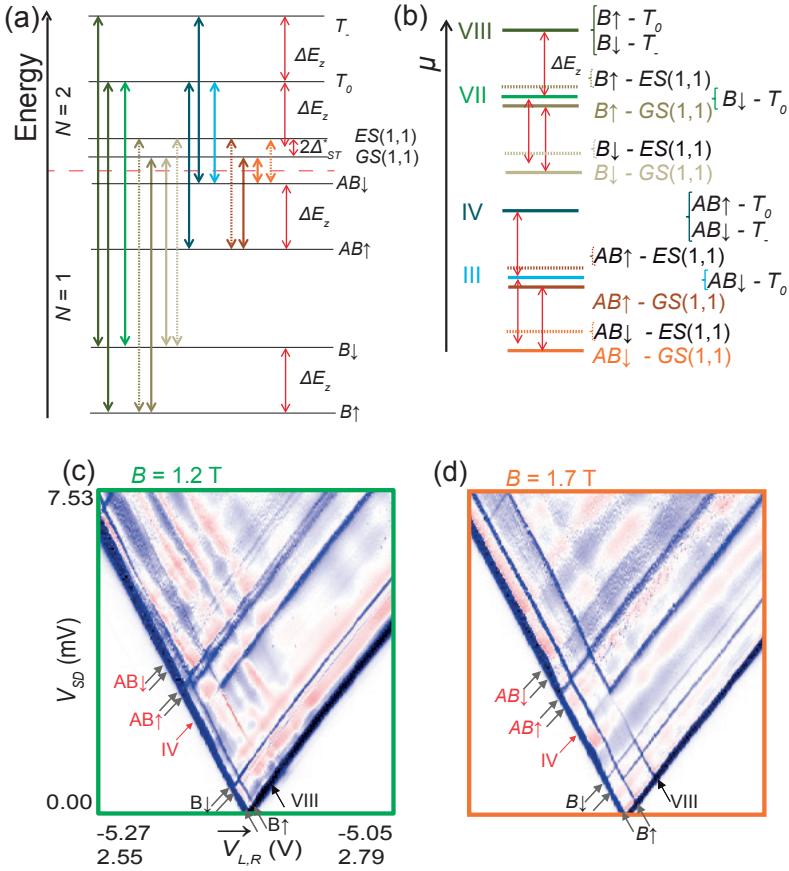 (a)
Energy
N = 2
N = 1
T-
ΔEz
T0
ΔEz
ES(1,1)
2Δ*ST
GS(1,1)
AB↓
ΔEz
AB↑
B↓
ΔEz
B↑
(b)
μ
VIII
B↑ - T0
B↓ - T-
ΔEz
B↑ - ES(1,1)
VII
B↓ - T0
B↑ - GS(1,1)
B↓ - ES(1,1)
B↓ - GS(1,1)
IV
AB↑ - T0
AB↓ - T-
AB↑ - ES(1,1)
III
AB↓ - T0
AB↑ - GS(1,1)
AB↓ - ES(1,1)
AB↓ - GS(1,1)
(c)
B = 1.2 T
7.53
VSD (mV)
0.00
AB↓
AB↑
IV
B↓
B↑
VIII
-5.27
2.55
VL,R (V)
-5.05
2.79
(d)
B = 1.7 T
AB↓
AB↑
IV
B↓
B↑
VIII